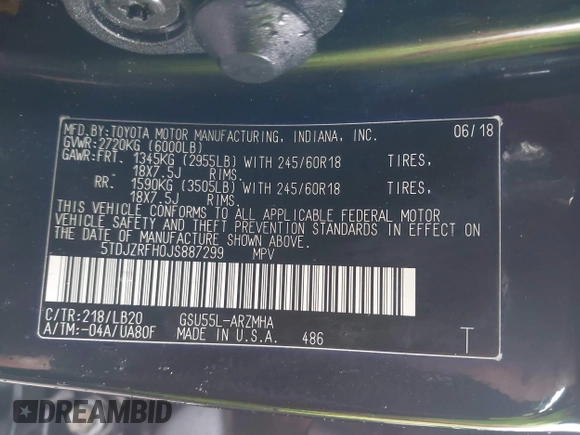 MFD.BY:TOYOTA MOTOR MANUFACTURING, INDIANA, INC. 06/18
GVWR:2720KG (6000LB)
GAWR:FRT. 1345KG (2955LB) WITH 245/60R18 TIRES,
18X7.5J RIMS.
RR. 1590KG (3505LB) WITH 245/60R18 TIRES,
18X7.5J RIMS.
THIS VEHICLE CONFORMS TO ALL APPLICABLE FEDERAL MOTOR
VEHICLE SAFETY AND THEFT PREVENTION STANDARDS IN EFFECT ON
THE DATE OF MANUFACTURE SHOWN ABOVE.
5TDJZRFH0JS887299 MPV
C/TR:218/LB20 GSU55L-ARZMHA
A/TM:-04A/UA80F MADE IN U.S.A. 486 T
DREAMBID